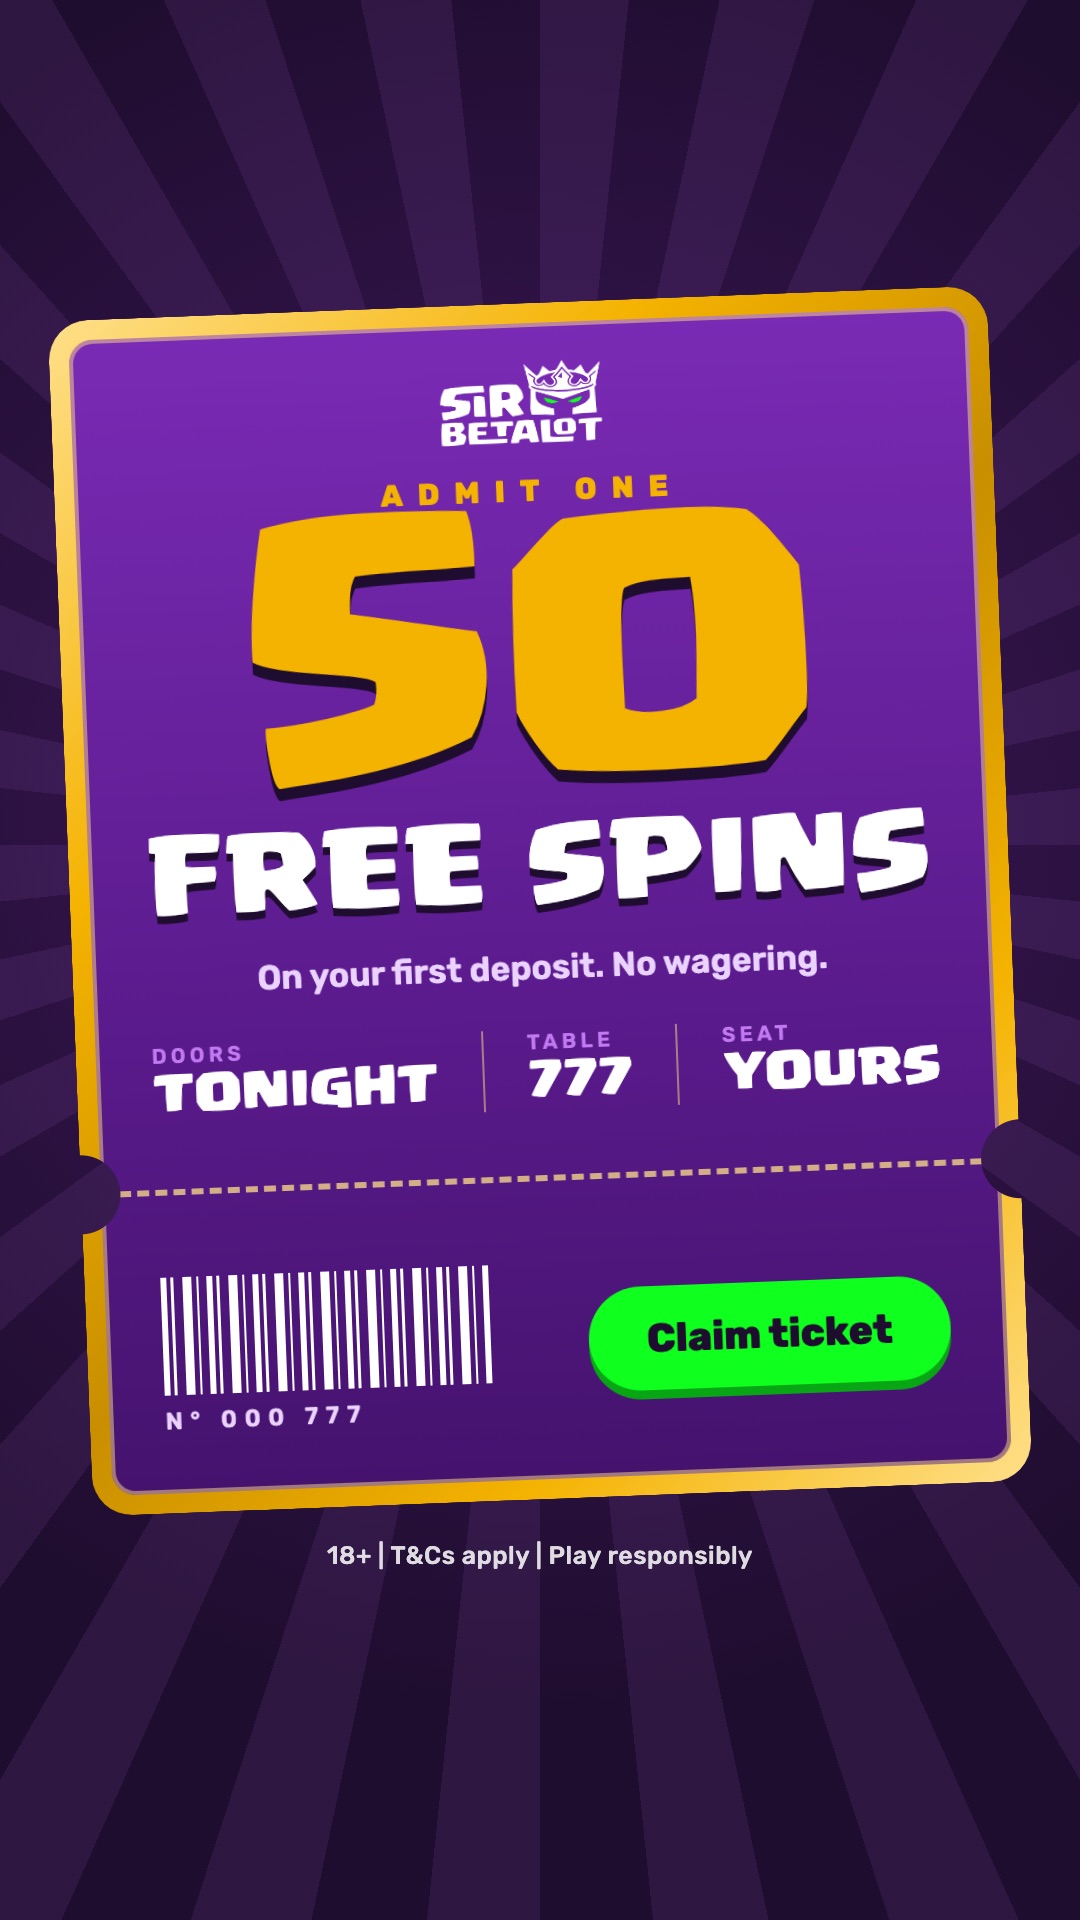 SIR
BETALOT
ADMIT ONE
50
FREE SPINS
On your first deposit. No wagering.
DOORS
TONIGHT
TABLE
777
SEAT
YOURS
Claim ticket
N° 000 777
18+ | T&Cs apply | Play responsibly